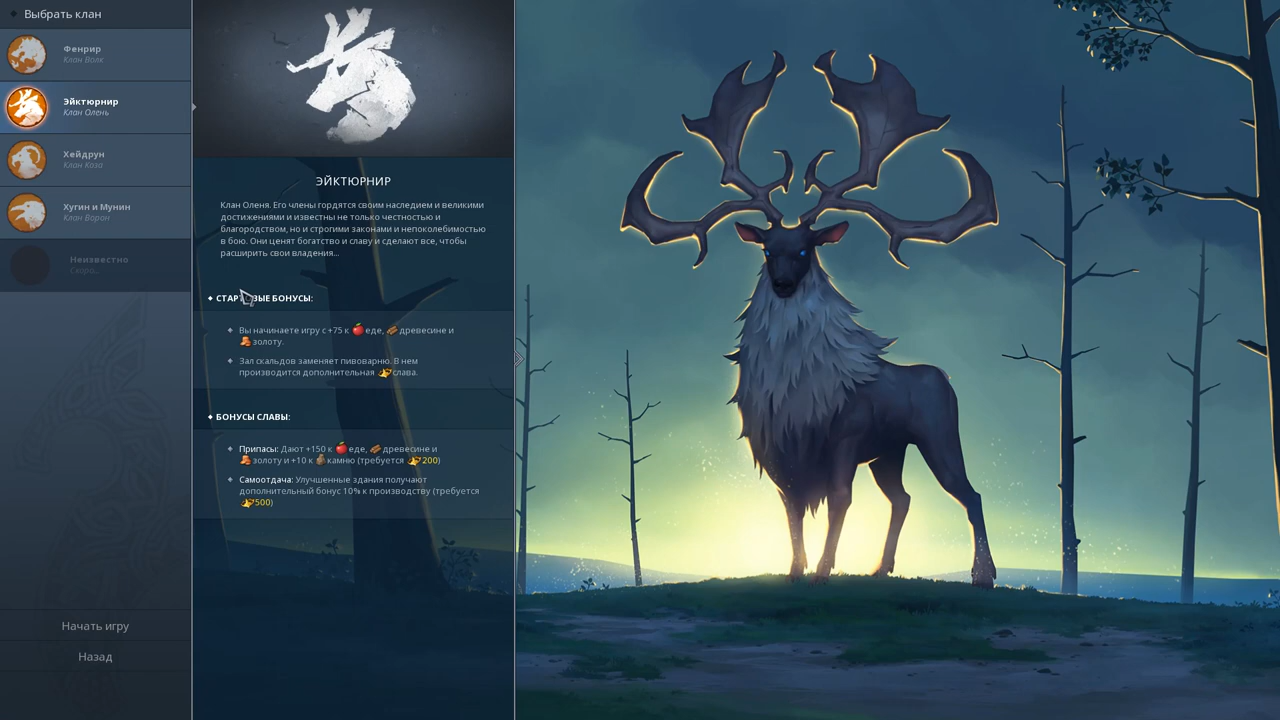 Выбрать клан
Фенрир
Клан Волк
Эйктюрнир
Клан Олень
Хейдрун
Клан Коза
Хугин и Мунин
Клан Ворон
Неизвестно
Скоро..
Начать игру
Назад
ЭЙКТЮРНИР
Клан Оленя. Его члены гордятся своим наследием и великими
достижениями и известны не только честностью и
благородством, но и строгими законами и непоколебимостью
в бою. Они ценят богатство и славу и сделают все, чтобы
расширить свои владения...
СТАРТОВЫЕ БОНУСЫ:
Вы начинаете игру с +75 к еде, древесине и
золоту.
Зал скальдов заменяет пивоварню. В нем
производится дополнительная слава.
БОНУСЫ СЛАВЫ:
Припасы: Дают +150 к еде, древесине и
золоту и +10 к камню (требуется 200)
Самоотдача: Улучшенные здания получают
дополнительный бонус 10% к производству (требуется
500)